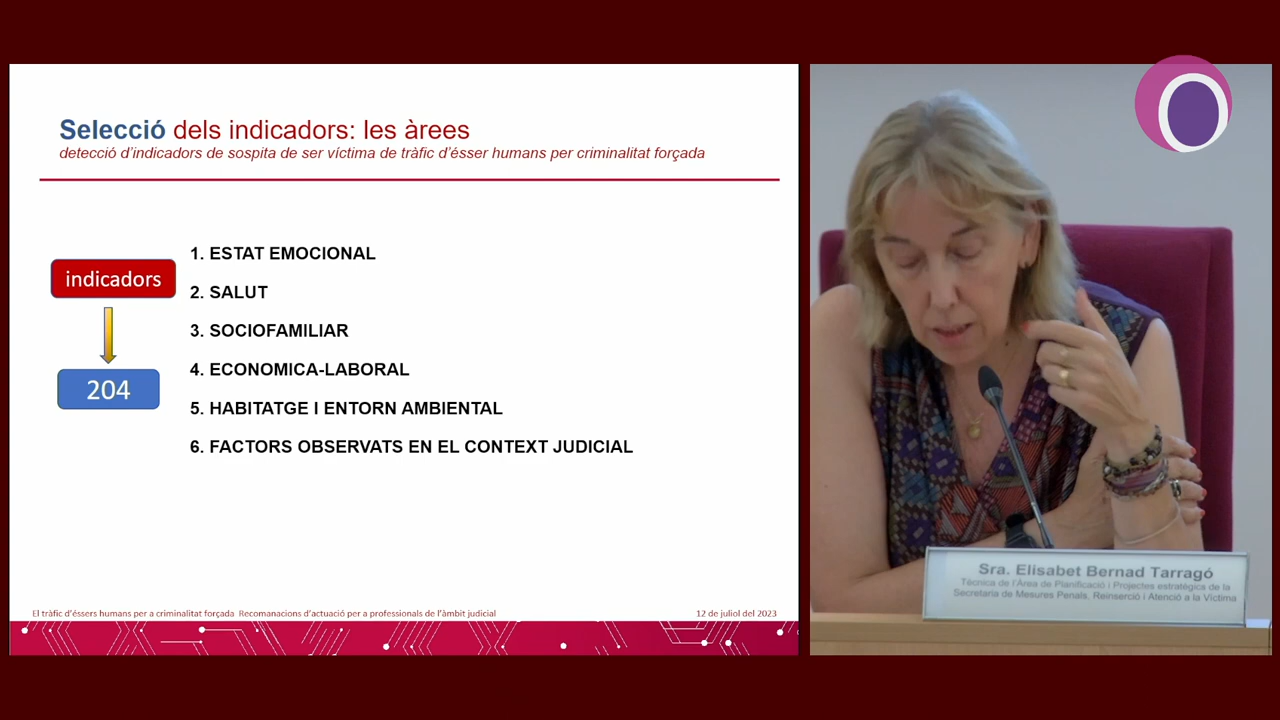 Selecció dels indicadors: les àrees
detecció d'indicadors de sospita de ser víctima de tràfic d'ésser humans per criminalitat forçada
indicadors
204
1. ESTAT EMOCIONAL
2. SALUT
3. SOCIOFAMILIAR
4. ECONOMICA-LABORAL
5. HABITATGE I ENTORN AMBIENTAL
6. FACTORS OBSERVATS EN EL CONTEXT JUDICIAL
El tràfic d'éssers humans per a criminalitat forçada Recomanacions d'actuació per a professionals de l'àmbit judicial
12 de juliol del 2023
Sra. Elisabet Bernad Tarragó
Tècnica de l'Àrea de Planificació i Projectes estratègics de la
Secretaria de Mesures Penals, Reinserció i Atenció a la Víctima